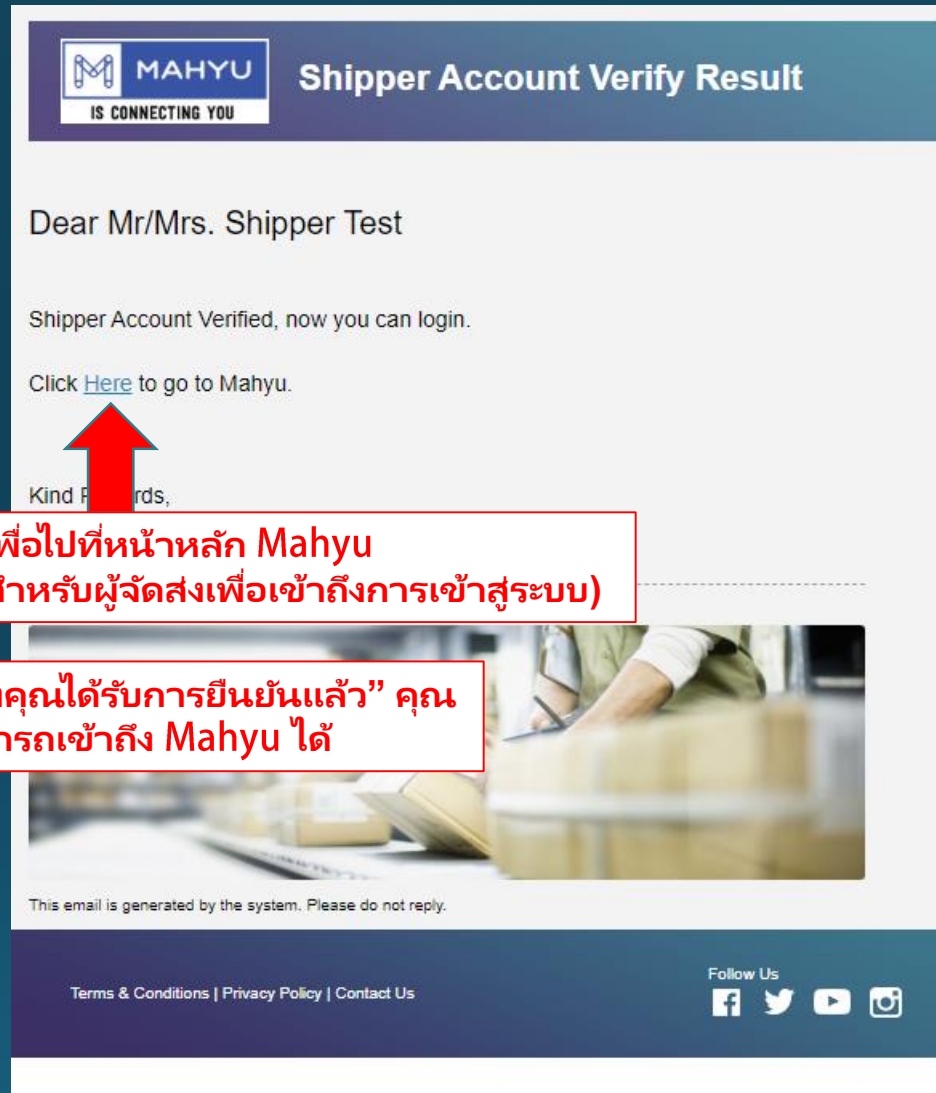 MAHYU
IS CONNECTING YOU
Shipper Account Verify Result
Dear Mr/Mrs. Shipper Test
Shipper Account Verified, now you can login.
Click Here to go to Mahyu.
Kind
พื่อไปที่หน้าหลัก Mahyu
สำหรับผู้จัดส่งเพื่อเข้าถึงการเข้าสู่ระบบ)
คุณได้รับการยืนยันแล้ว” คุณ
ารถเข้าถึง Mahyu ได้
This email is generated by the system. Please do not reply.
Terms & Conditions | Privacy Policy | Contact Us
Follow Us